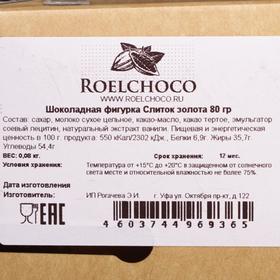 ROELCHOCO
WWW.ROELCHOCO.RU
Шоколадная фигурка Слиток золота 80 гр
Состав: сахар, молоко сухое цельное, какао-масло, какао тертое, эмульгатор
соевый лецитин, натуральный экстракт ванили. Пищевая и энергетическая
ценность в 100 г. продукта: 550 кКал/2302 кДж., Белки 6,9г. Жиры 35,7г.
Углеводы 54,4г
ВЕС: 0,08 кг. Срок хранения: 12 мес.
Условия хранения: Температура от +15°С до +20°С в защищенном от солнечного
света месте и относительной влажностью не более 75%
Дата изготовления
Изготовитель: ИП Рогачева Э.И. г. Уфа ул. Октября пр-кт, д.122
EAC
4603744969365